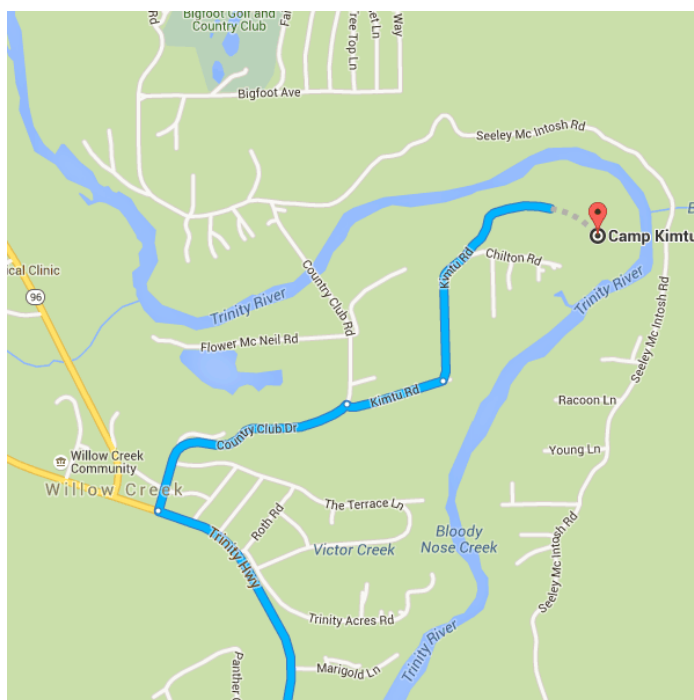 Bigfoot Golf and
Country Club
Rd
Tree Top Ln
Way
Bigfoot Ave
Seeley Mc Intosh Rd
Camp Kimtu
Kimtu Rd
Chilton Rd
ical Clinic
96
Trinity River
Country Club Rd
Trinity River
Flower Mc Neil Rd
Seeley Mc Intosh Rd
Kimtu Rd
Racoon Ln
Country Club Dr
Willow Creek
Community
Young Ln
Willow Creek
The Terrace Ln
Roth Rd
Bloody
Nose Creek
Victor Creek
Trinity Hwy
Seeley Mc Intosh Rd
Trinity Acres Rd
Trinity River
Marigold Ln
Panther